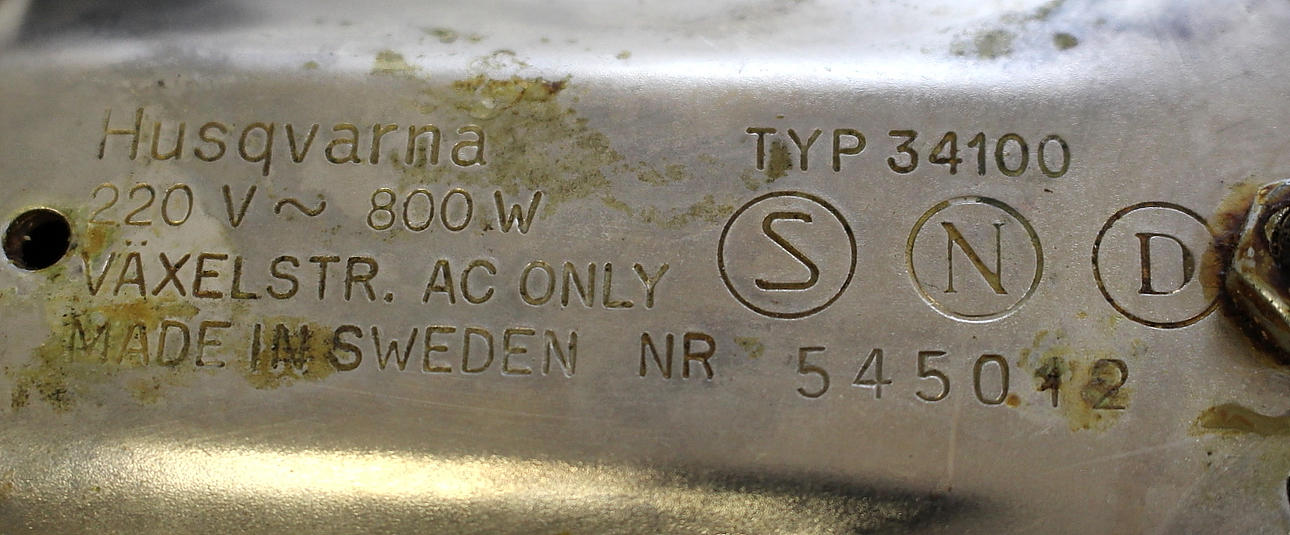 Husqvarna
220 V ~ 800 W
VÄXELSTR. AC ONLY
MADE IN SWEDEN NR 545012
TYP 34100
S N D